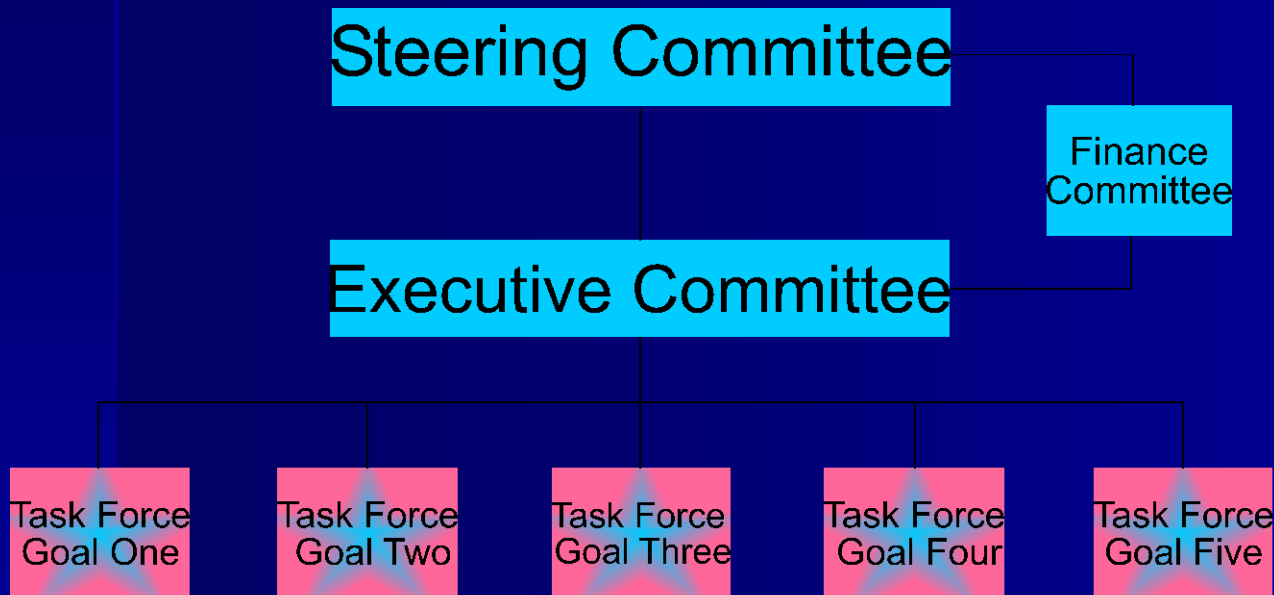 Steering Committee
Finance
Committee
Executive Committee
Task Force
Goal One
Task Force
Goal Two
Task Force
Goal Three
Task Force
Goal Four
Task Force
Goal Five